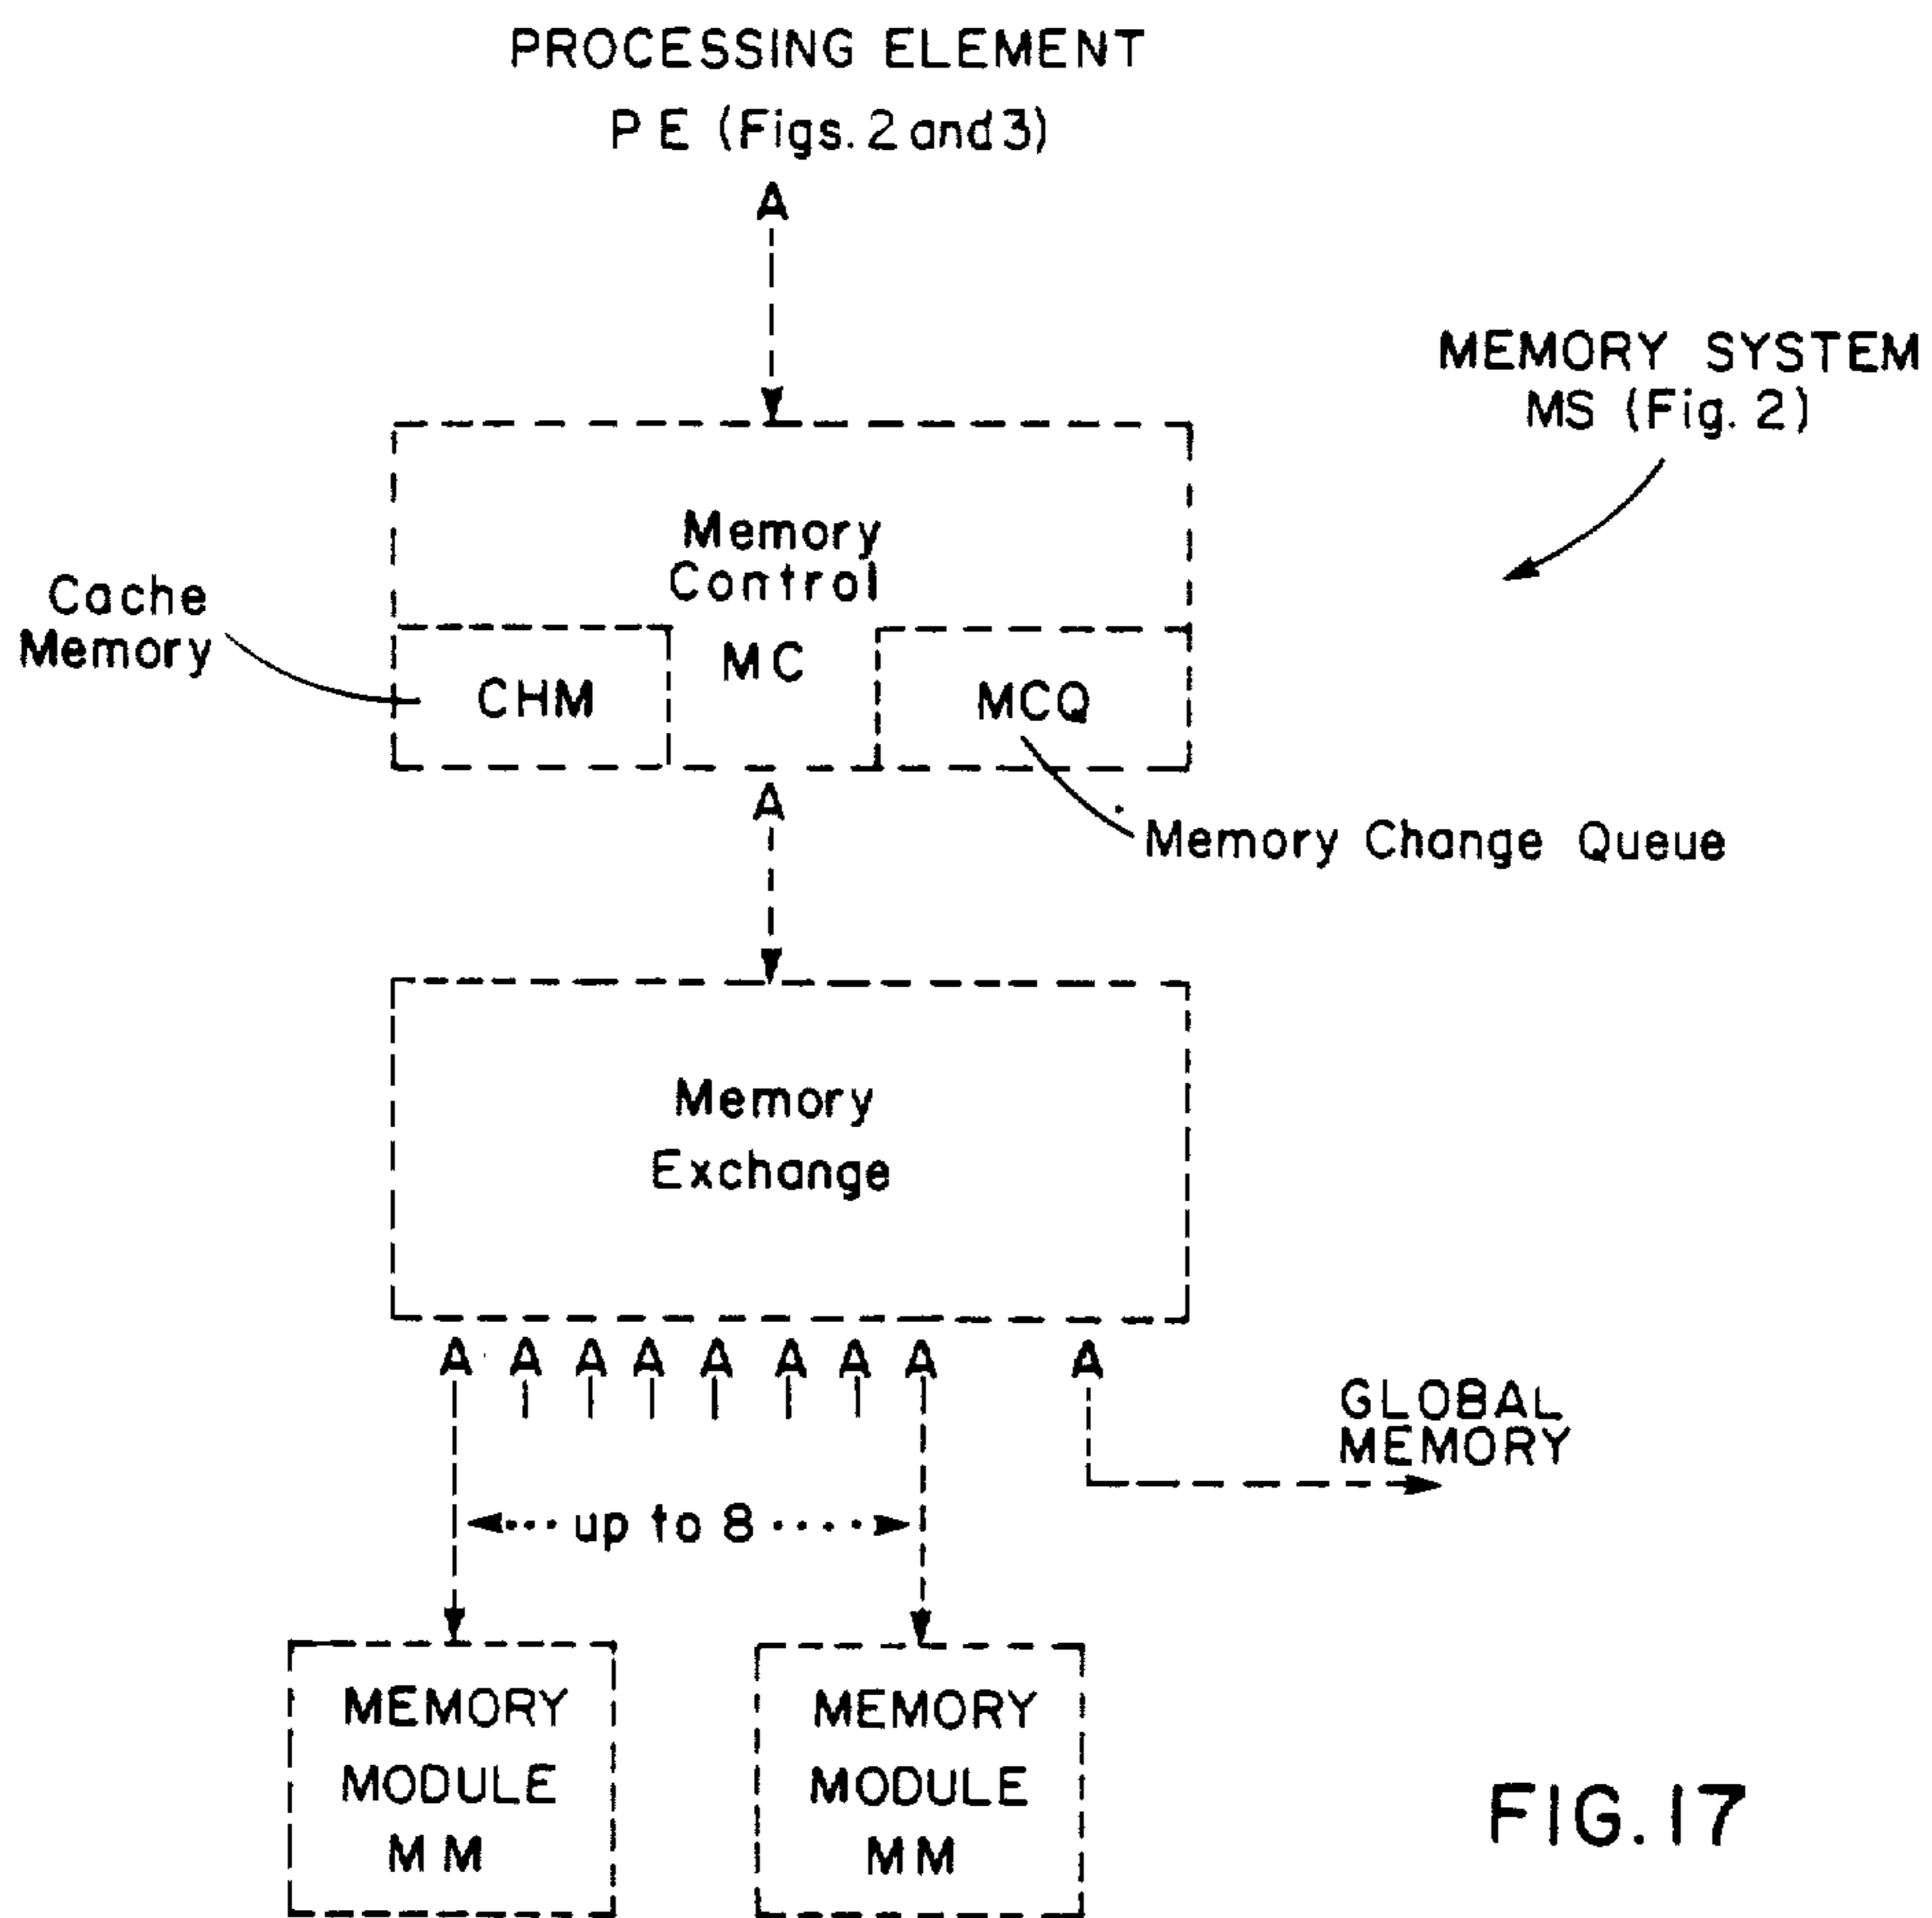 PROCESSING ELEMENT
PE (Figs. 2 and 3)
A
MEMORY SYSTEM
MS (Fig. 2)
Memory
Control
MC
Cache
Memory
CHM
MCQ
A
Memory Change Queue
Memory
Exchange
A A A A A A A A A
GLOBAL
MEMORY
up to 8
MEMORY
MODULE
MM
MEMORY
MODULE
MM
FIG. 17